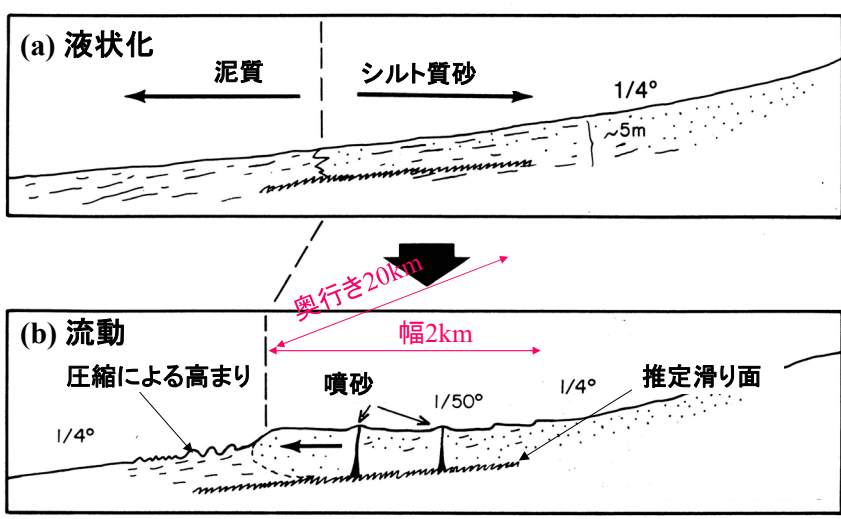 (a) 液状化
泥質
シルト質砂
1/4°
~5m
奥行き20km
(b) 流動
幅2km
圧縮による高まり
噴砂
1/50°
1/4°
推定滑り面
1/4°